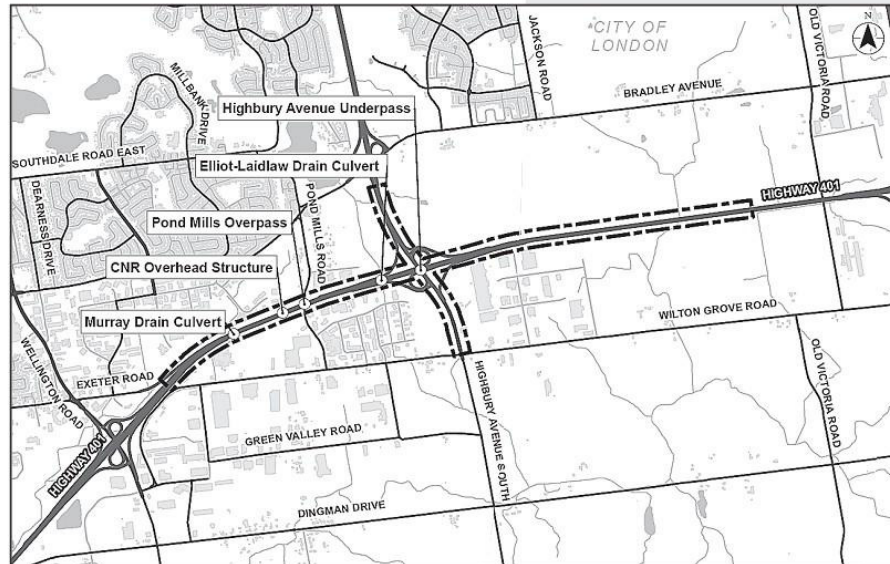 CITY OF
LONDON
N
JACKSON ROAD
OLD VICTORIA ROAD
BRADLEY AVENUE
MILLBANK DRIVE
Highbury Avenue Underpass
SOUTHDALE ROAD EAST
Elliot-Laidlaw Drain Culvert
DEARNESS DRIVE
POND MILLS ROAD
HIGHWAY 401
Pond Mills Overpass
CNR Overhead Structure
Murray Drain Culvert
WILTON GROVE ROAD
WELLINGTON ROAD
EXETER ROAD
OLD VICTORIA ROAD
HIGHBURY AVENUE SOUTH
GREEN VALLEY ROAD
HIGHWAY 401
DINGMAN DRIVE